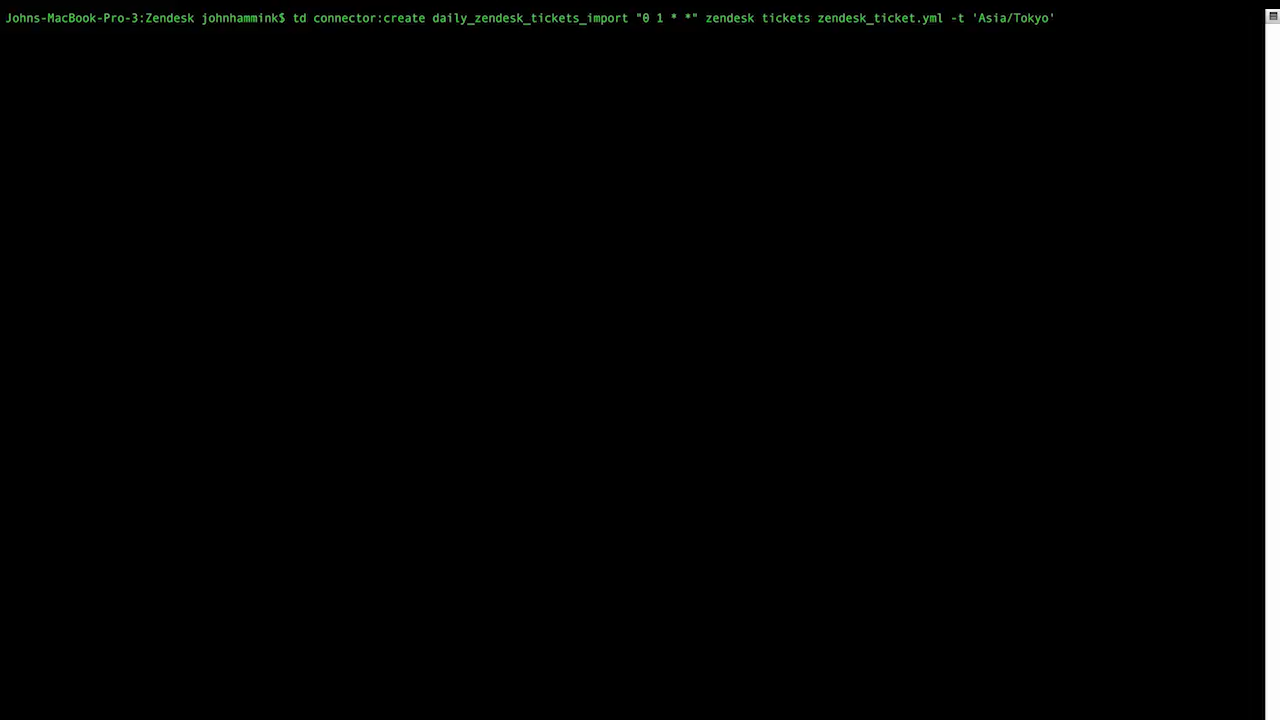 Johns-MacBook-Pro-3:Zendesk johnhammink$ td connector:create daily_zendesk_tickets_import "0 1 * *" zendesk tickets zendesk_ticket.yml -t 'Asia/Tokyo'